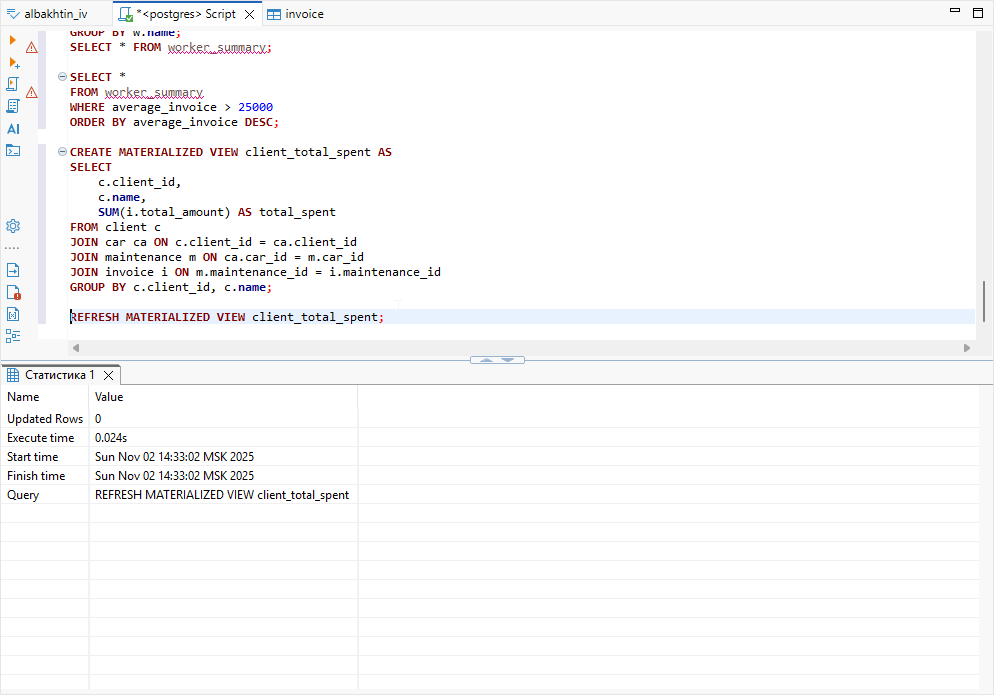 albakhtin_iv
*<postgres> Script
invoice
GROUP BY w.name;
SELECT * FROM worker_summary;
SELECT *
FROM worker_summary
WHERE average_invoice > 25000
ORDER BY average_invoice DESC;
CREATE MATERIALIZED VIEW client_total_spent AS
SELECT
c.client_id,
c.name,
SUM(i.total_amount) AS total_spent
FROM client c
JOIN car ca ON c.client_id = ca.client_id
JOIN maintenance m ON ca.car_id = m.car_id
JOIN invoice i ON m.maintenance_id = i.maintenance_id
GROUP BY c.client_id, c.name;
REFRESH MATERIALIZED VIEW client_total_spent;
AI
Статистика 1
Name Value
Updated Rows 0
Execute time 0.024s
Start time Sun Nov 02 14:33:02 MSK 2025
Finish time Sun Nov 02 14:33:02 MSK 2025
Query REFRESH MATERIALIZED VIEW client_total_spent